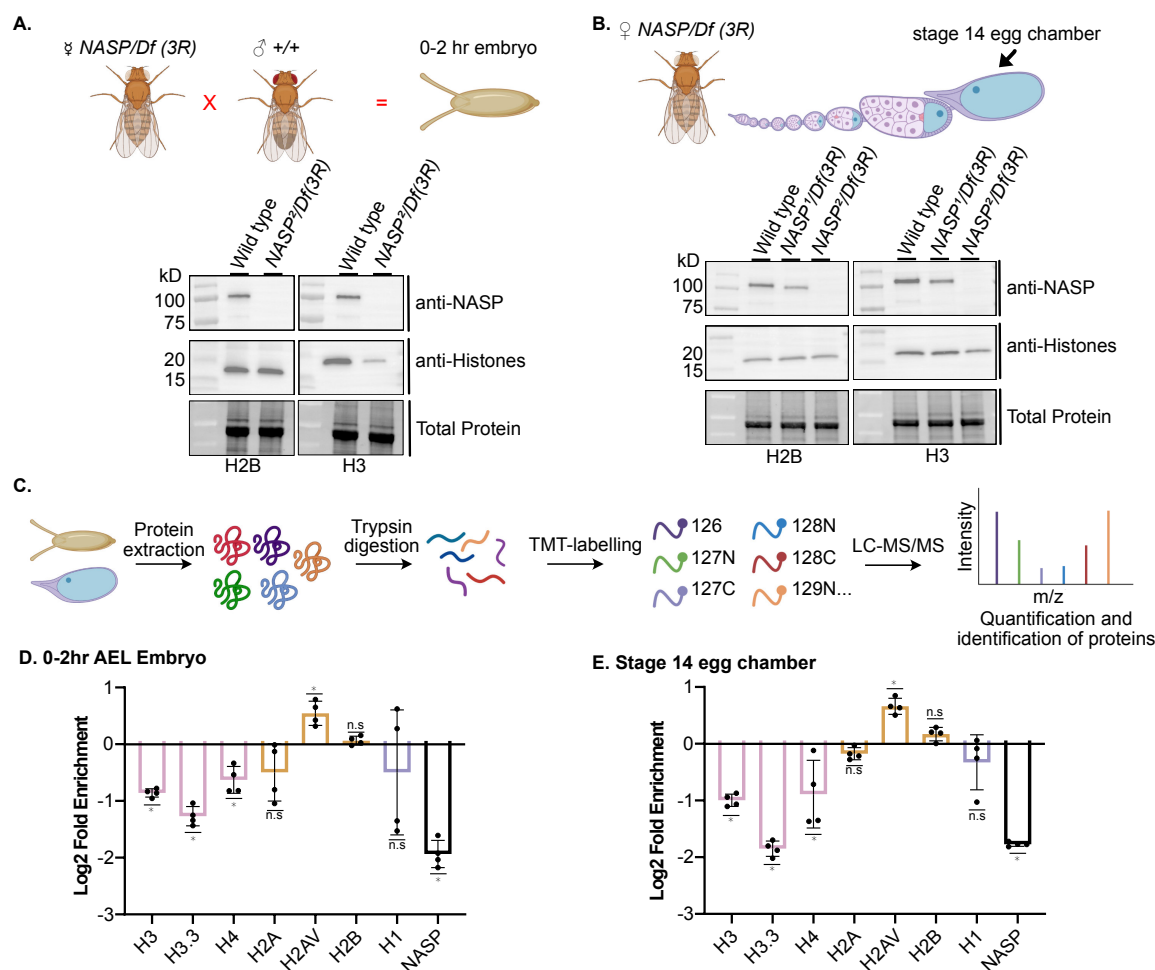 A.
☿ NASP/Df (3R)
♂ +/+
0-2 hr embryo
X
=
Wild type
NASP²/Df(3R)
Wild type
NASP²/Df(3R)
kD
100
75
anti-NASP
20
15
anti-Histones
Total Protein
H2B
H3
B.
♀ NASP/Df (3R)
stage 14 egg chamber
Wild type
NASP¹/Df(3R)
NASP²/Df(3R)
Wild type
NASP¹/Df(3R)
NASP²/Df(3R)
kD
100
75
anti-NASP
20
15
anti-Histones
Total Protein
H2B
H3
C.
Protein
extraction
Trypsin
digestion
TMT-labelling
126
127N
127C
128N
128C
129N...
LC-MS/MS
Intensity
m/z
Quantification and
identification of proteins
D. 0-2hr AEL Embryo
Log2 Fold Enrichment
1
0
-1
-2
-3
*
*
*
n.s
*
n.s
n.s
*
H3
H3.3
H4
H2A
H2AV
H2B
H1
NASP
E. Stage 14 egg chamber
Log2 Fold Enrichment
1
0
-1
-2
-3
*
*
*
n.s
*
n.s
n.s
*
H3
H3.3
H4
H2A
H2AV
H2B
H1
NASP